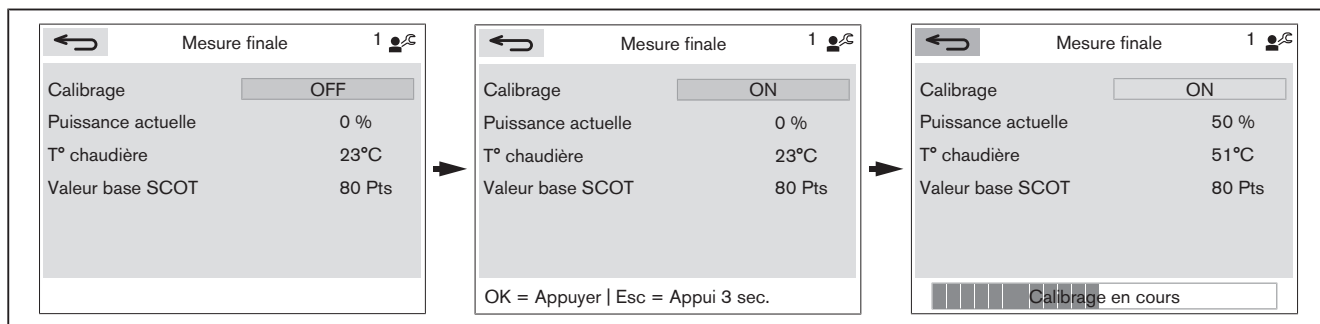 Mesure finale 1
Calibrage OFF
Puissance actuelle 0 %
T° chaudière 23°C
Valeur base SCOT 80 Pts
Mesure finale 1
Calibrage ON
Puissance actuelle 0 %
T° chaudière 23°C
Valeur base SCOT 80 Pts
OK = Appuyer | Esc = Appui 3 sec.
Mesure finale 1
Calibrage ON
Puissance actuelle 50 %
T° chaudière 51°C
Valeur base SCOT 80 Pts
Calibrage en cours